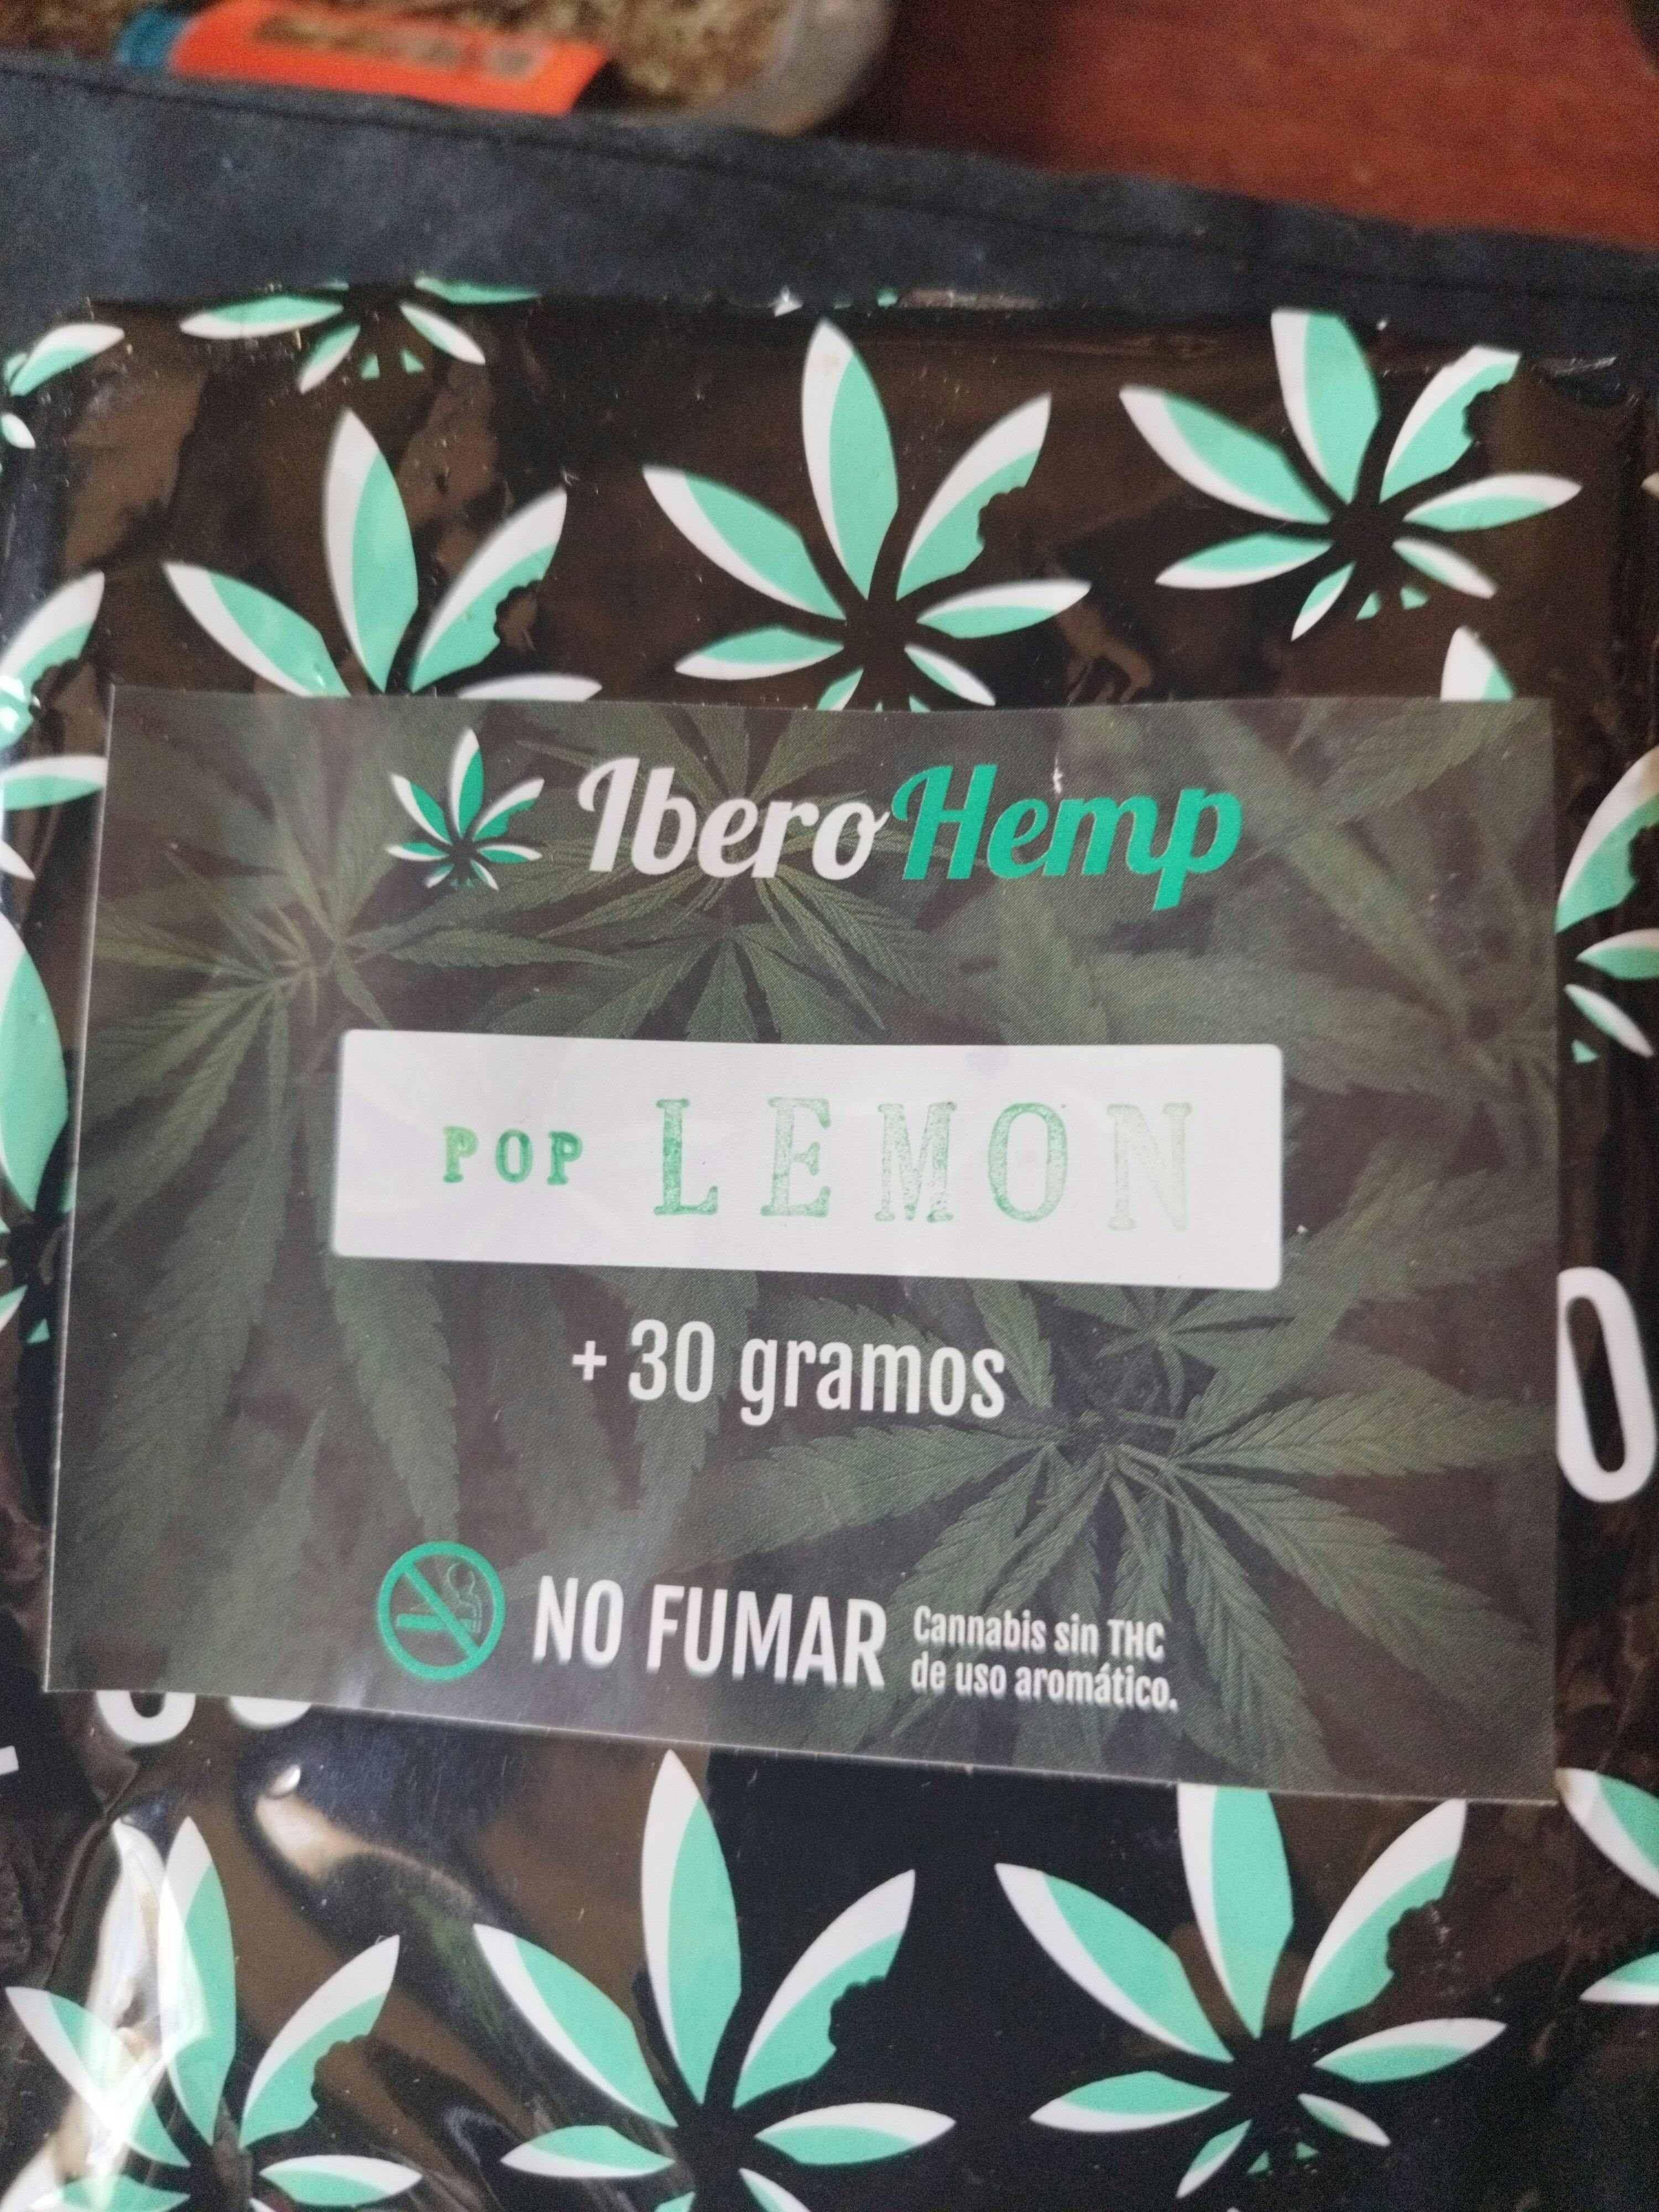 IberoHemp
POP LEMON
+ 30 gramos
NO FUMAR
Cannabis sin THC
de uso aromático.